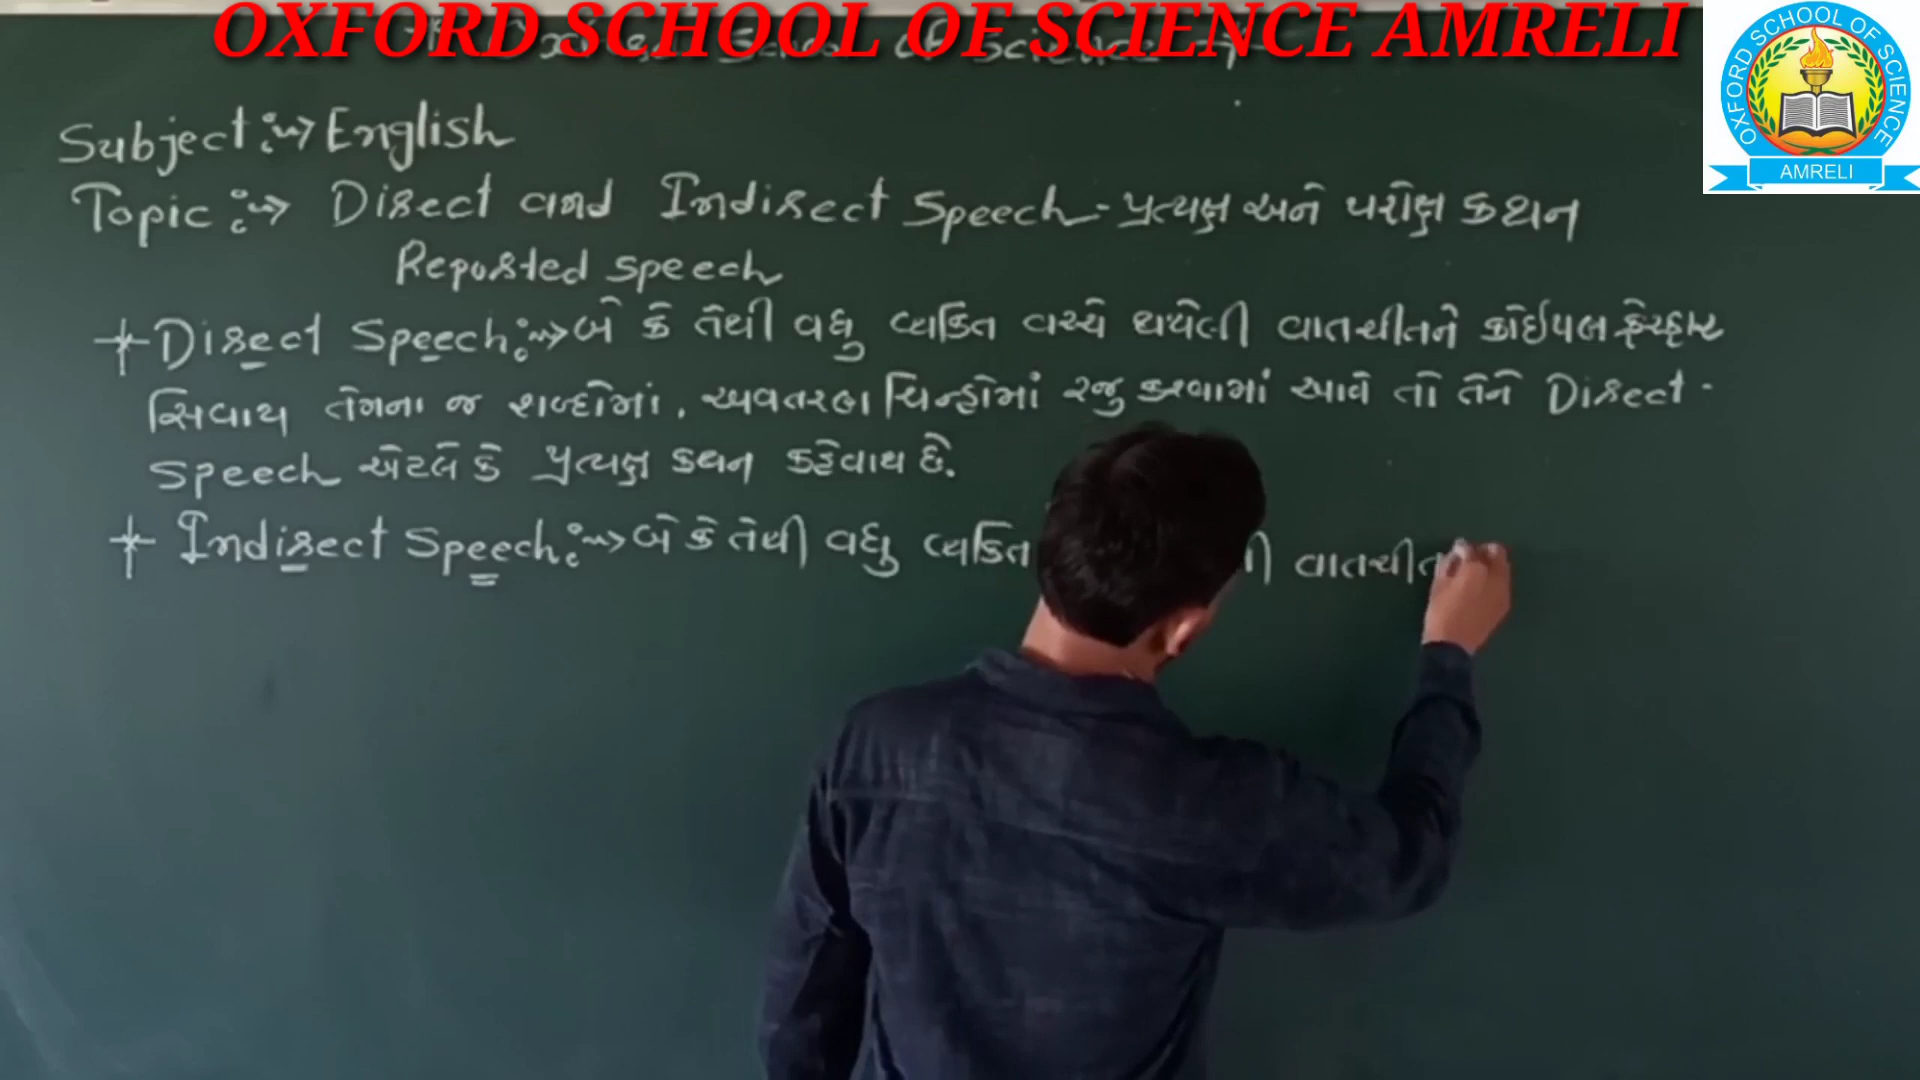 OXFORD SCHOOL OF SCIENCE AMRELI
OXFORD SCHOOL OF SCIENCE
AMRELI
Subject :→ English
Topic :→ Direct and Indirect Speech - પ્રત્યક્ષ અને પરોક્ષ કથન
Reported speech
+ Direct Speech :→ બે કે તેથી વધુ વ્યકિત વચ્ચે થયેલી વાતચીતને કોઈપણ ફેરફાર
સિવાય તેમના જ શબ્દોમાં, અવતરણ ચિન્હોમાં રજુ કરવામાં આવે તો તેને Direct -
Speech એટલે કે પ્રત્યક્ષ કથન કહેવાય છે.
+ Indirect Speech :→ બે કે તેથી વધુ વ્યકિત ી વાતચીત